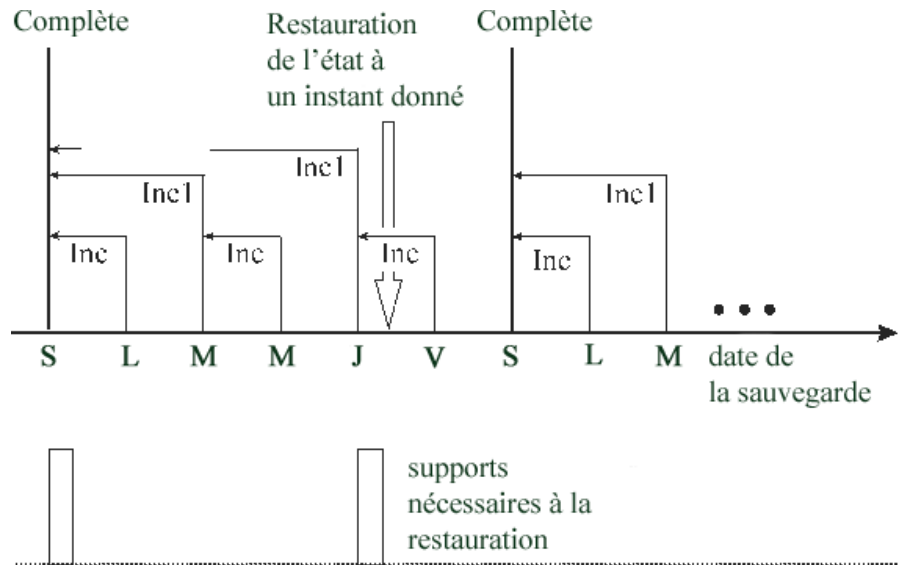 Complète
Restauration
de l'état à
un instant donné
Complète
Inc1
Inc1
Inc1
Inc
Inc
Inc
Inc
S L M M J V S L M
date de
la sauvegarde
supports
nécessaires à la
restauration